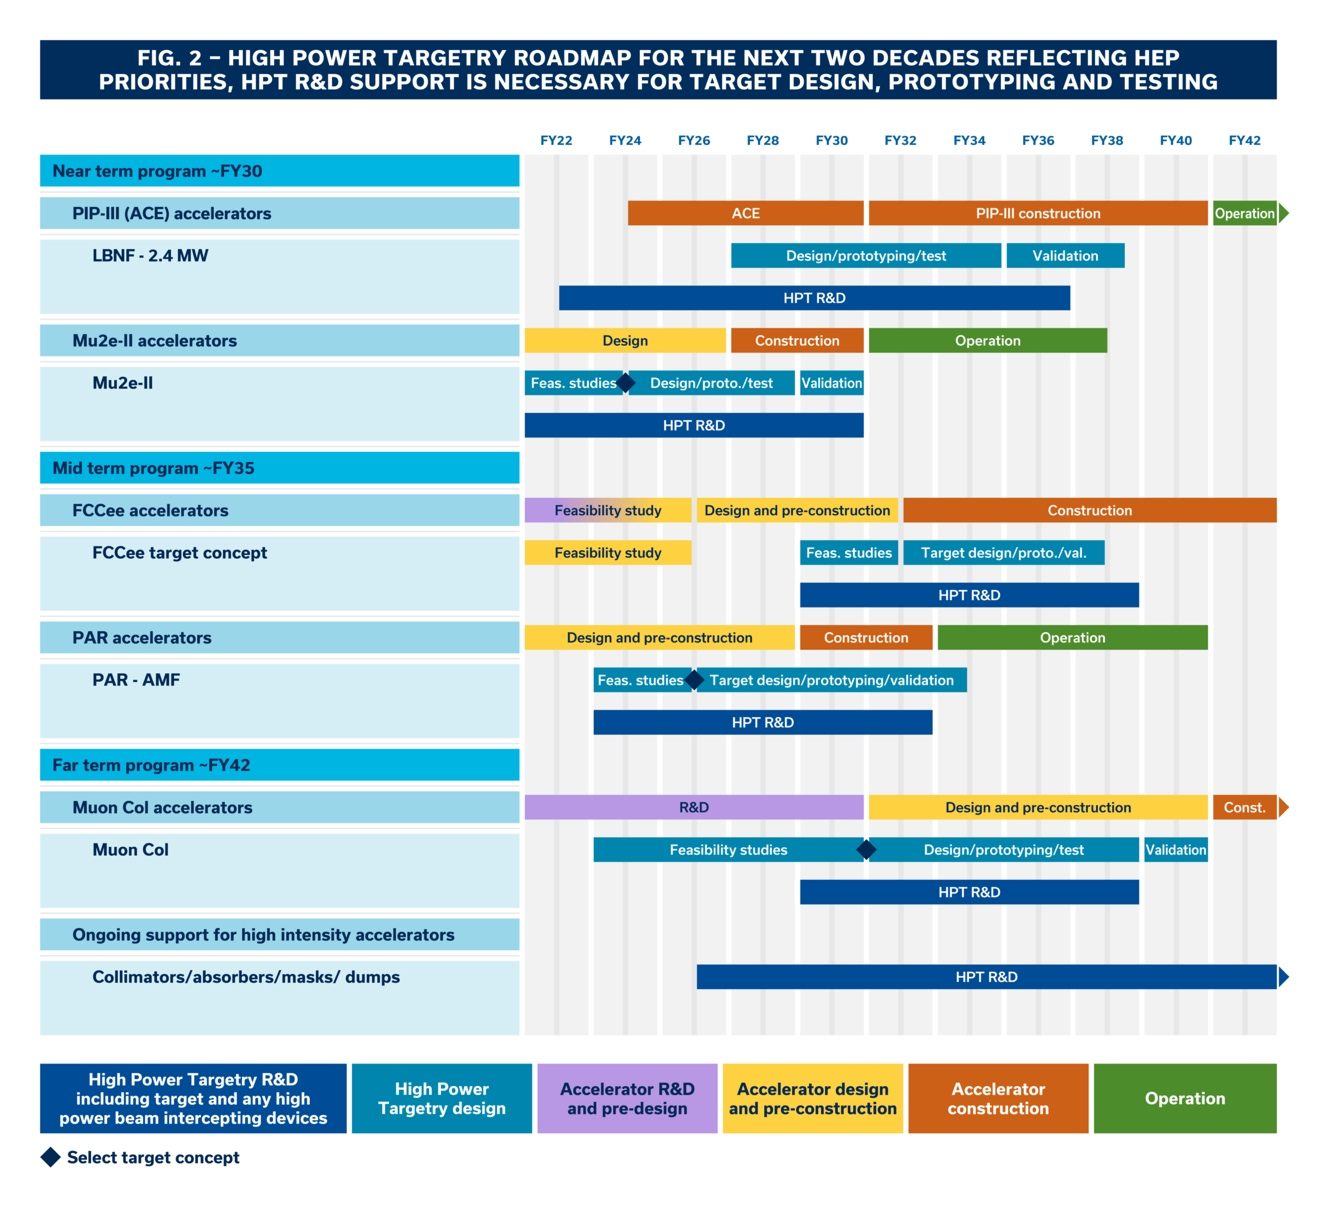 FIG. 2 – HIGH POWER TARGETRY ROADMAP FOR THE NEXT TWO DECADES REFLECTING HEP
PRIORITIES, HPT R&D SUPPORT IS NECESSARY FOR TARGET DESIGN, PROTOTYPING AND TESTING
FY22 FY24 FY26 FY28 FY30 FY32 FY34 FY36 FY38 FY40 FY42
Near term program ~FY30
PIP-III (ACE) accelerators ACE PIP-III construction Operation
LBNF - 2.4 MW Design/prototyping/test Validation
HPT R&D
Mu2e-II accelerators Design Construction Operation
Mu2e-II Feas. studies Design/proto./test Validation
HPT R&D
Mid term program ~FY35
FCCee accelerators Feasibility study Design and pre-construction Construction
FCCee target concept Feasibility study Feas. studies Target design/proto./val.
HPT R&D
PAR accelerators Design and pre-construction Construction Operation
PAR - AMF Feas. studies Target design/prototyping/validation
HPT R&D
Far term program ~FY42
Muon Col accelerators R&D Design and pre-construction Const.
Muon Col Feasibility studies Design/prototyping/test Validation
HPT R&D
Ongoing support for high intensity accelerators
Collimators/absorbers/masks/ dumps HPT R&D
High Power Targetry R&D
including target and any high
power beam intercepting devices
High Power
Targetry design
Accelerator R&D
and pre-design
Accelerator design
and pre-construction
Accelerator
construction
Operation
Select target concept